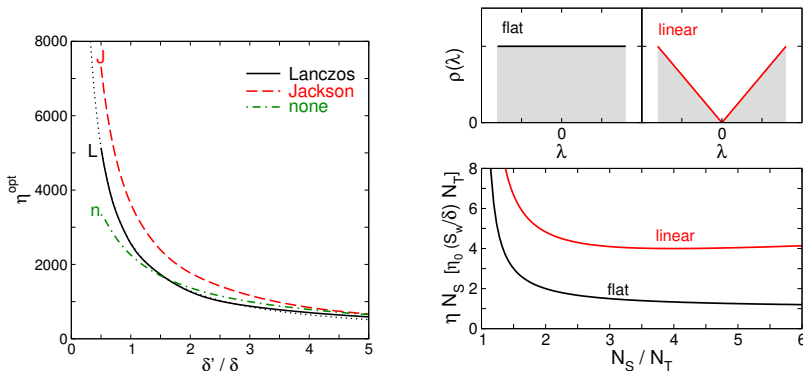 8000
6000
4000
2000
0
η^opt
J
L
n
Lanczos
Jackson
none
0 1 2 3 4 5
δ' / δ
flat
linear
ρ(λ)
0
0 0
λ λ
8
6
4
2
0
η N_S [η_0 (S_w/δ) N_T]
linear
flat
1 2 3 4 5 6
N_S / N_T